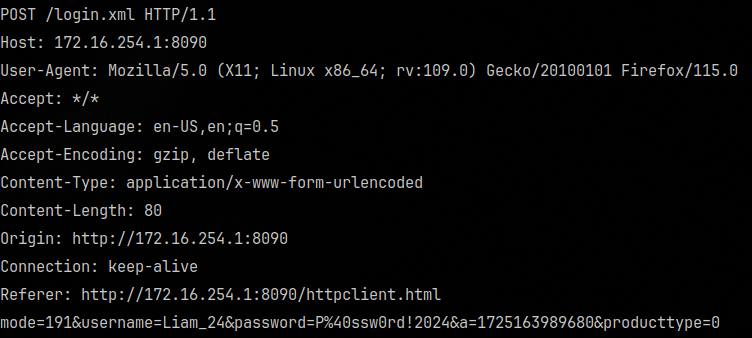 POST /login.xml HTTP/1.1
Host: 172.16.254.1:8090
User-Agent: Mozilla/5.0 (X11; Linux x86_64; rv:109.0) Gecko/20100101 Firefox/115.0
Accept: */*
Accept-Language: en-US,en;q=0.5
Accept-Encoding: gzip, deflate
Content-Type: application/x-www-form-urlencoded
Content-Length: 80
Origin: http://172.16.254.1:8090
Connection: keep-alive
Referer: http://172.16.254.1:8090/httpclient.html
mode=191&username=Liam_24&password=P%40ssw0rd!2024&a=1725163989680&producttype=0